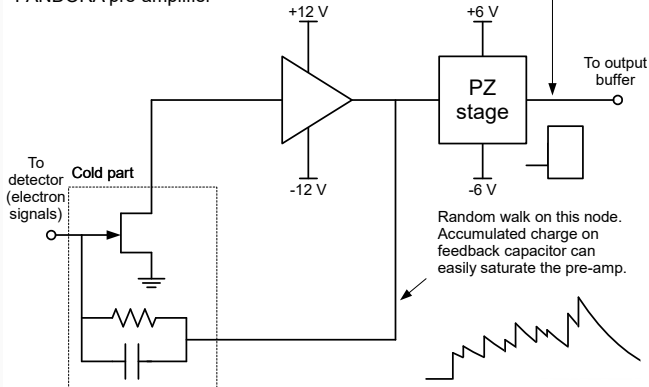 PANDORA pre-amplifier
+12 V
+6 V
To output
buffer
PZ
stage
To
detector
(electron
signals)
Cold part
-12 V
-6 V
Random walk on this node.
Accumulated charge on
feedback capacitor can
easily saturate the pre-amp.